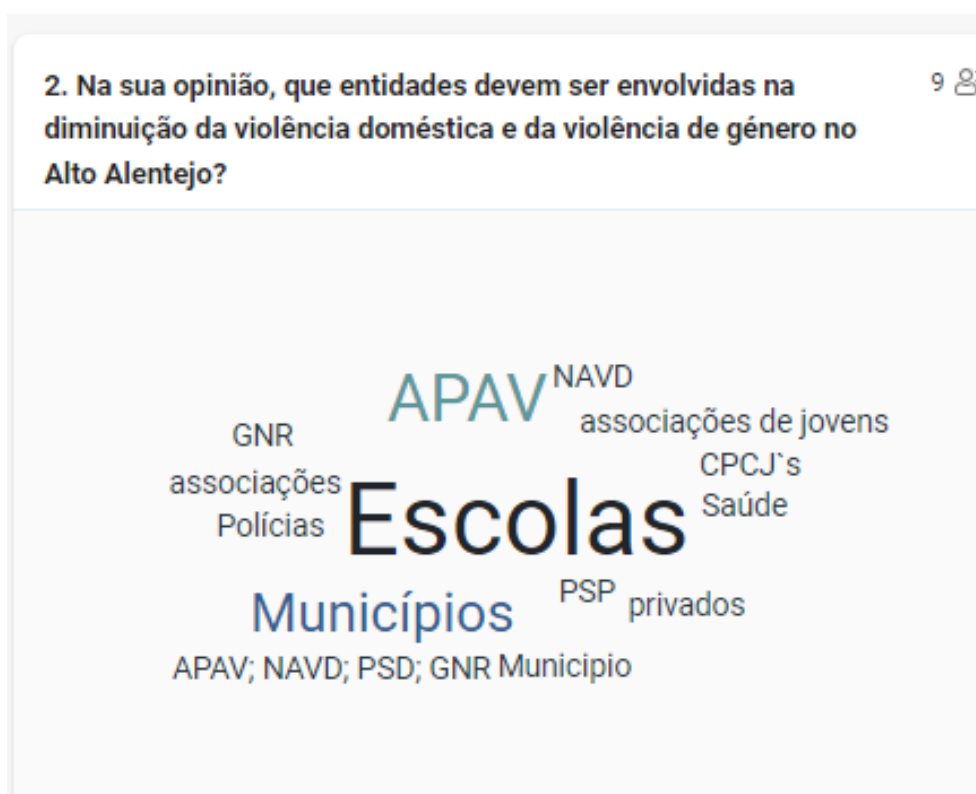 2. Na sua opinião, que entidades devem ser envolvidas na
diminuição da violência doméstica e da violência de género no
Alto Alentejo?
9
APAV
NAVD
associações de jovens
GNR
CPCJ`s
associações
Escolas
Saúde
Polícias
PSP
privados
Municípios
APAV; NAVD; PSD; GNR
Municipio